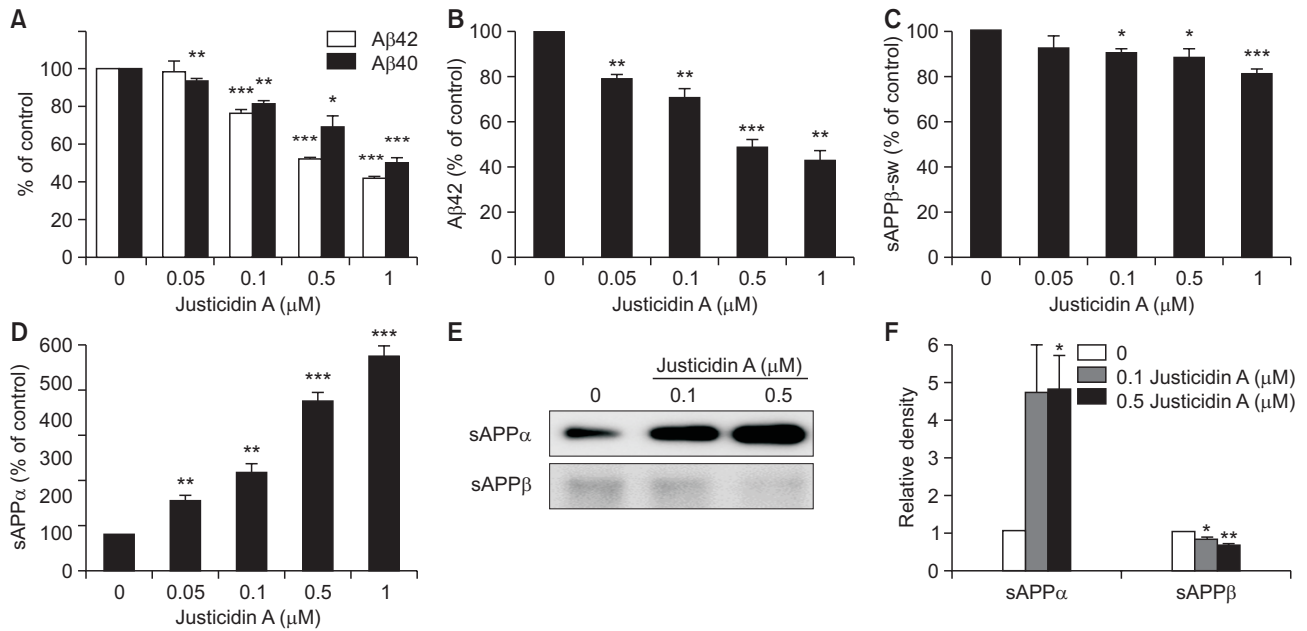 A
Aβ42
Aβ40
% of control
100
80
60
40
20
0
**
***
**
***
*
***
***
0 0.05 0.1 0.5 1
Justicidin A (μM)
B
Aβ42 (% of control)
100
80
60
40
20
0
**
**
***
**
0 0.05 0.1 0.5 1
Justicidin A (μM)
C
sAPPβ-sw (% of control)
100
80
60
40
20
0
*
*
***
0 0.05 0.1 0.5 1
Justicidin A (μM)
D
sAPPα (% of control)
600
500
400
300
200
100
0
**
**
***
***
0 0.05 0.1 0.5 1
Justicidin A (μM)
E
Justicidin A (μM)
0 0.1 0.5
sAPPα
sAPPβ
F
Relative density
6
5
4
3
2
1
0
*
*
**
0
0.1 Justicidin A (μM)
0.5 Justicidin A (μM)
sAPPα sAPPβ